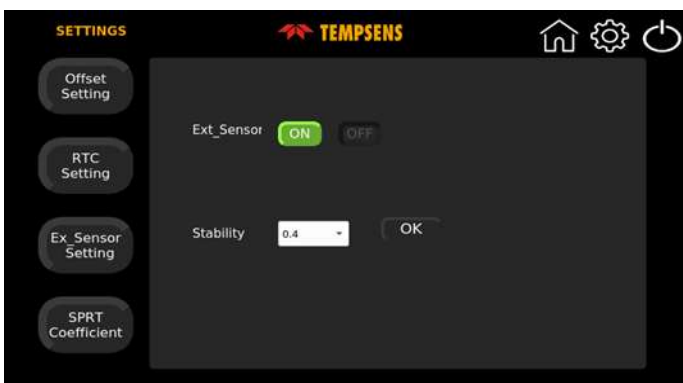 SETTINGS
TEMPSENS
Offset
Setting
RTC
Setting
Ex_Sensor
Setting
SPRT
Coefficient
Ext_Sensor
ON
OFF
Stability
0.4
OK